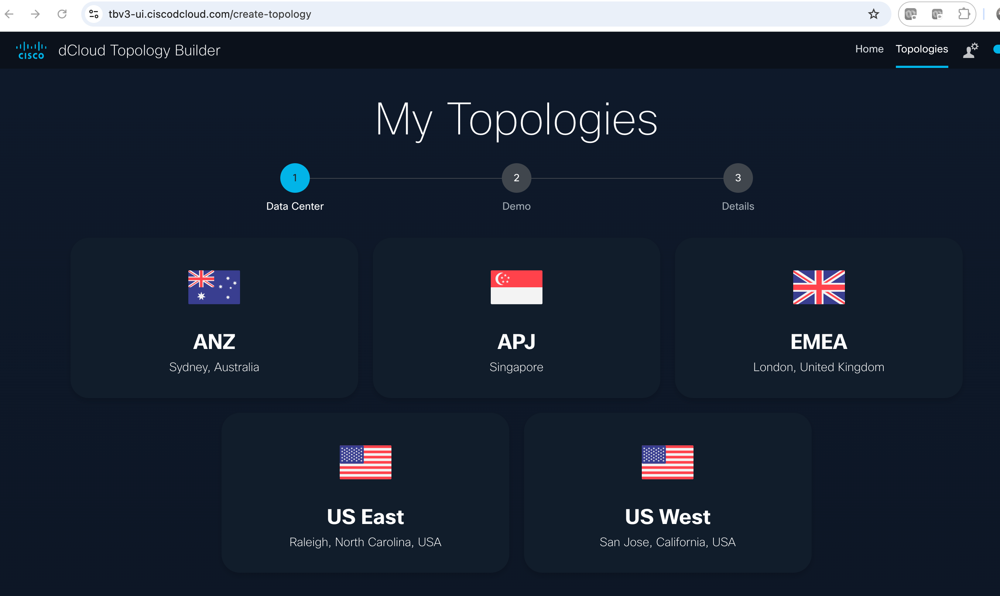 tbv3-ui.ciscodcloud.com/create-topology
CISCO
dCloud Topology Builder
Home
Topologies
My Topologies
1
2
3
Data Center
Demo
Details
ANZ
Sydney, Australia
APJ
Singapore
EMEA
London, United Kingdom
US East
Raleigh, North Carolina, USA
US West
San Jose, California, USA